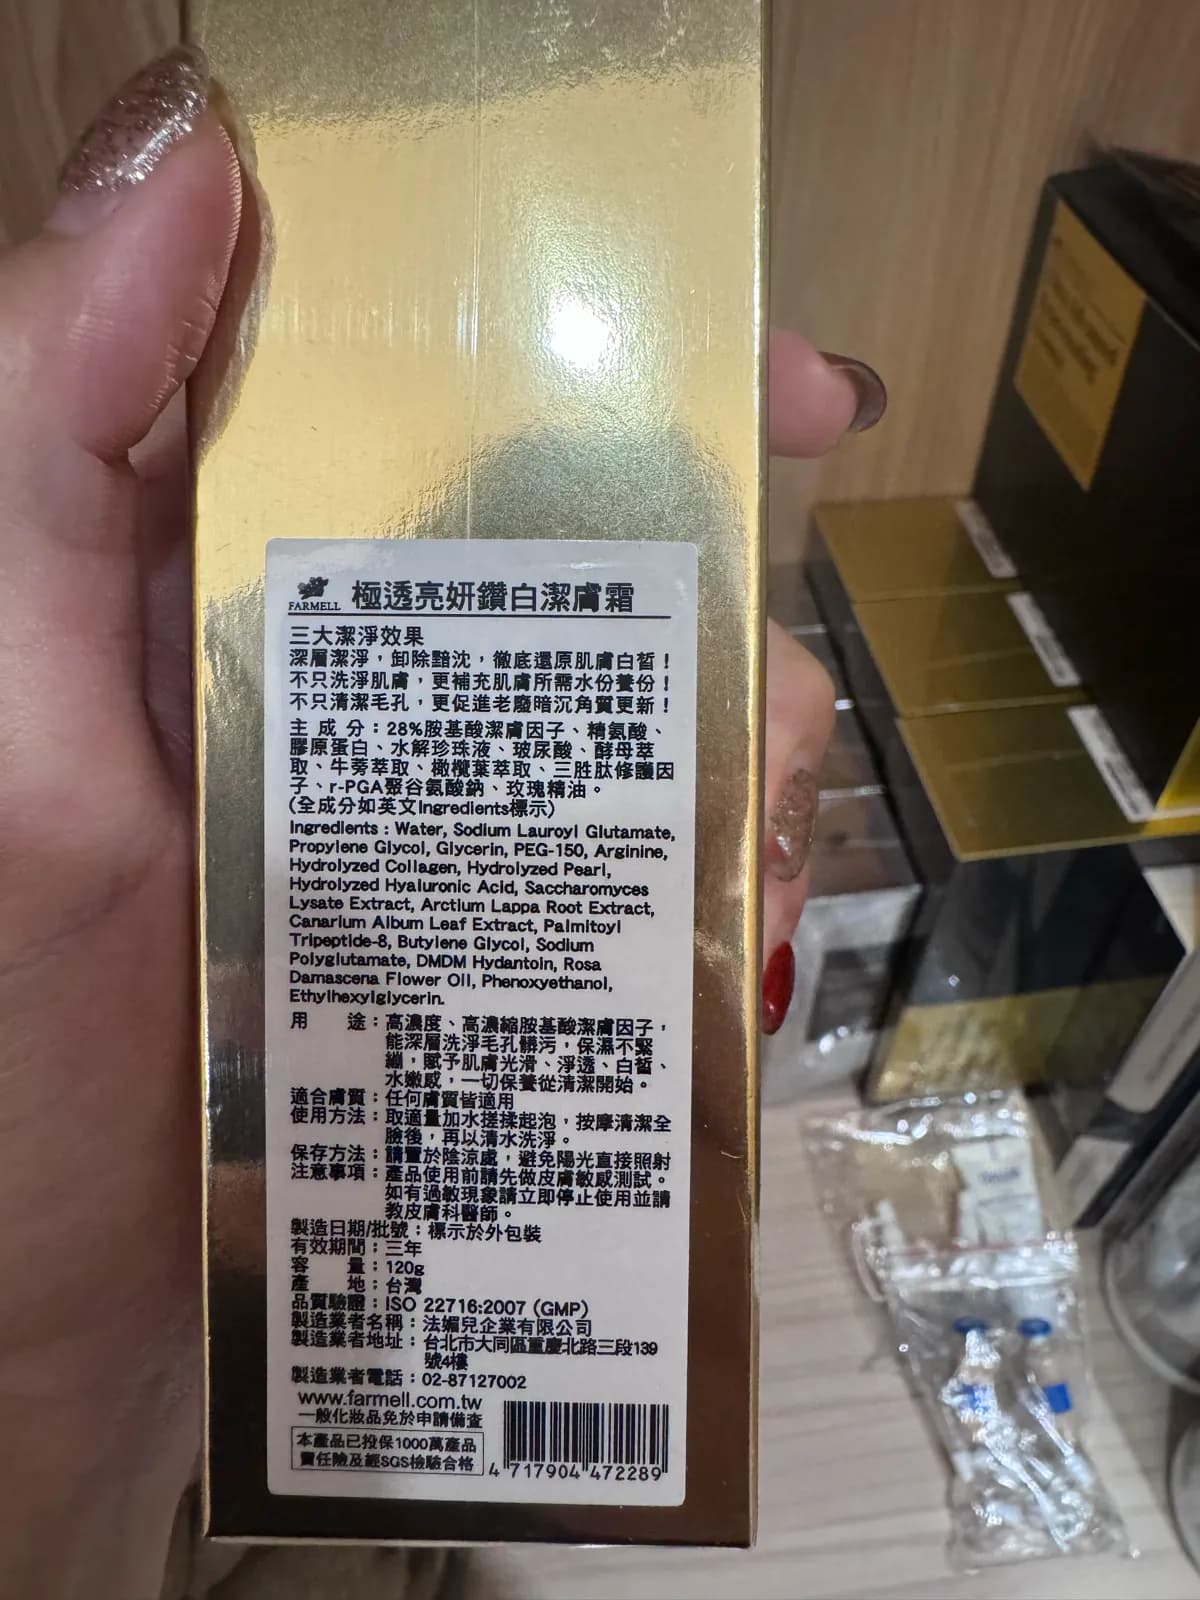 FARMELL 極透亮妍鑽白潔膚霜
三大潔淨效果
深層潔淨，卸除黯沈，徹底還原肌膚白皙！
不只洗淨肌膚，更補充肌膚所需水份養份！
不只清潔毛孔，更促進老廢暗沉角質更新！
主 成 分：28%胺基酸潔膚因子、精氨酸、
膠原蛋白、水解珍珠液、玻尿酸、酵母萃
取、牛蒡萃取、橄欖葉萃取、三胜肽修護因
子、r-PGA聚谷氨酸鈉、玫瑰精油。
(全成分如英文Ingredients標示)
Ingredients : Water, Sodium Lauroyl Glutamate,
Propylene Glycol, Glycerin, PEG-150, Arginine,
Hydrolyzed Collagen, Hydrolyzed Pearl,
Hydrolyzed Hyaluronic Acid, Saccharomyces
Lysate Extract, Arctium Lappa Root Extract,
Canarium Album Leaf Extract, Palmitoyl
Tripeptide-8, Butylene Glycol, Sodium
Polyglutamate, DMDM Hydantoin, Rosa
Damascena Flower Oil, Phenoxyethanol,
Ethylhexylglycerin.
用 途：高濃度、高濃縮胺基酸潔膚因子，
能深層洗淨毛孔髒污，保濕不緊
繃，賦予肌膚光滑、淨透、白皙、
水嫩感，一切保養從清潔開始。
適合膚質：任何膚質皆適用
使用方法：取適量加水搓揉起泡，按摩清潔全
臉後，再以清水洗淨。
保存方法：請置於陰涼處，避免陽光直接照射
注意事項：產品使用前請先做皮膚敏感測試。
如有過敏現象請立即停止使用並請
教皮膚科醫師。
製造日期/批號：標示於外包裝
有效期間：三年
容 量：120g
產 地：台灣
品質驗證：ISO 22716:2007 (GMP)
製造業者名稱：法媚兒企業有限公司
製造業者地址：台北市大同區重慶北路三段139
號4樓
製造業者電話：02-87127002
www.farmell.com.tw
一般化妝品免於申請備查
本產品已投保1000萬產品
責任險及經SGS檢驗合格
4 717904 472289